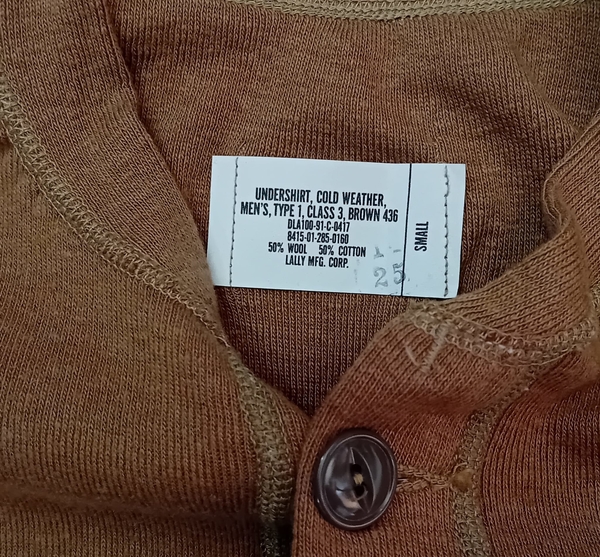 UNDERSHIRT, COLD WEATHER,
MEN'S, TYPE 1, CLASS 3, BROWN 436
DLA100-91-C-0417
8415-01-285-0160
50% WOOL 50% COTTON
LALLY MFG. CORP.
SMALL
25